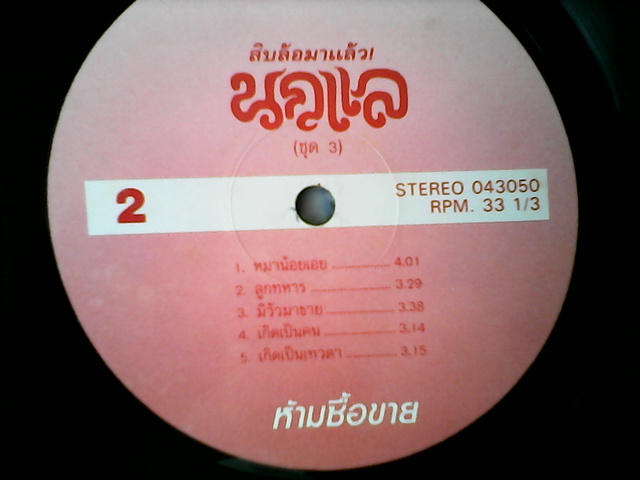 สิบล้อมาแล้ว!
นกแล
(ชุด 3)
2
STEREO 043050
RPM. 33 1/3
1. หมาน้อยเอย 4.01
2. ลูกทหาร 3.29
3. มีวัวมาขาย 3.38
4. เกิดเป็นคน 3.14
5. เกิดเป็นเทวดา 3.15
ห้ามซื้อขาย